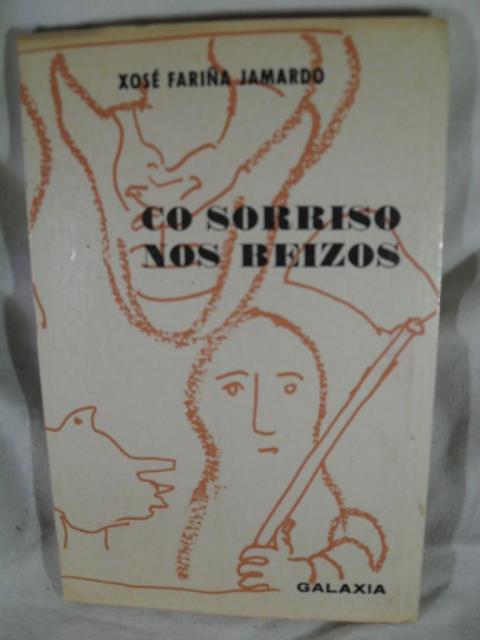 XOSÉ FARIÑA JAMARDO
CO SORRISO
NOS BEIZOS
GALAXIA